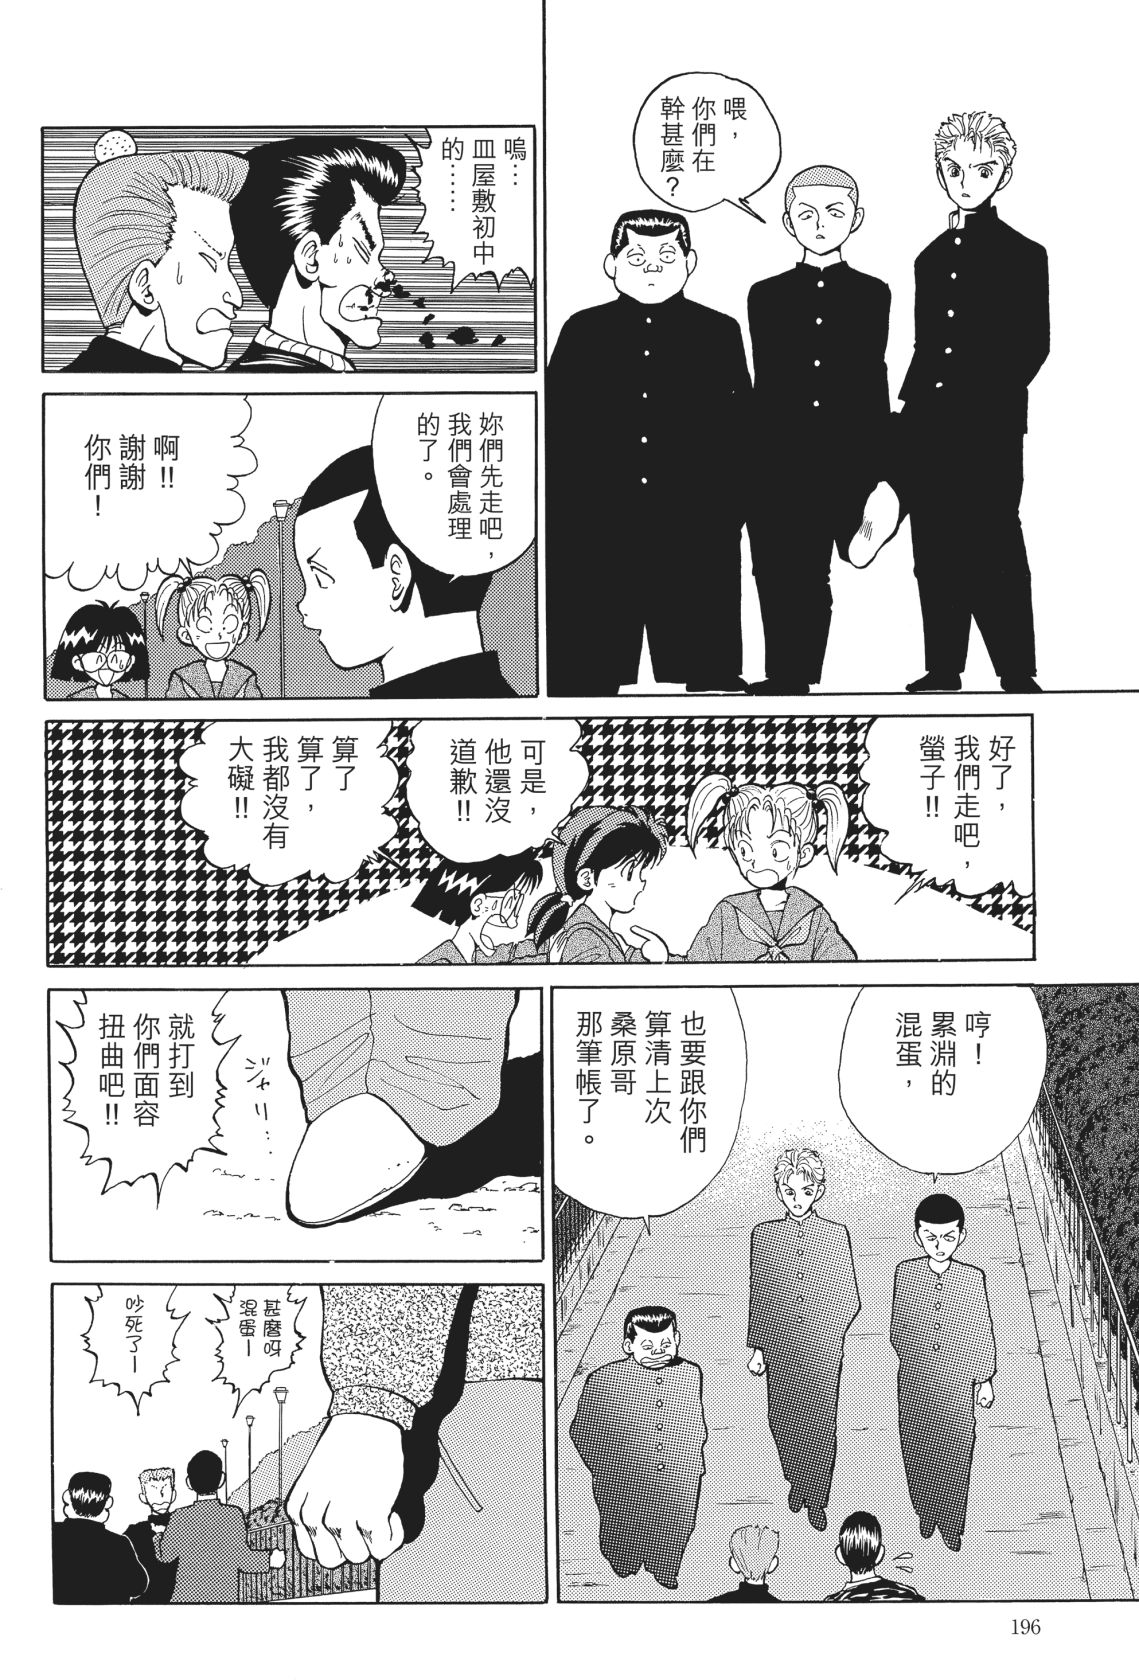 喂，
你們在
幹甚麼？
嗚…
皿屋敷初中
的……
妳們先走吧，
我們會處理
的了。
啊!!
謝謝
你們！
好了，
我們走吧，
螢子!!
可是，
他還沒
道歉!!
算了
算了，
我都沒有
大礙!!
哼！
累淵的
混蛋，
也要跟你們
算清上次
桑原哥
那筆帳了。
ジャリ…
就打到
你們面容
扭曲吧!!
甚麼呀
混蛋—
吵死了—
196